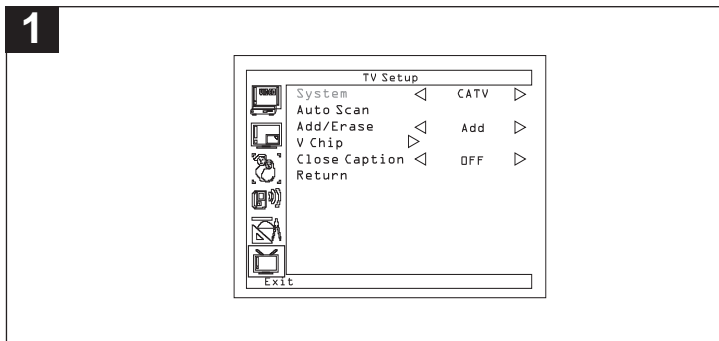 1
TV Setup
System CATV
Auto Scan
Add/Erase Add
V Chip
Close Caption OFF
Return
Exit